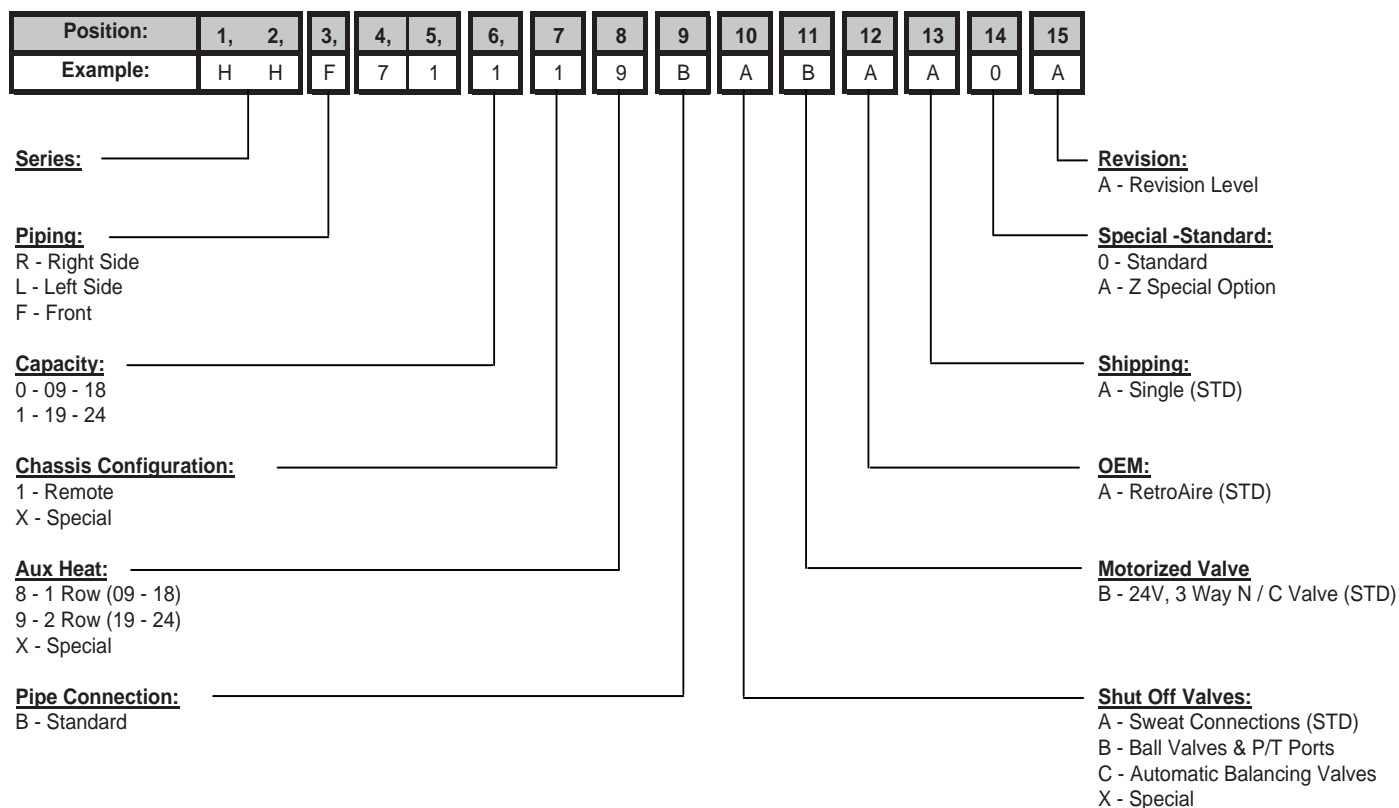 Position: 1, 2, 3, 4, 5, 6, 7 8 9 10 11 12 13 14 15
Example: H H F 7 1 1 1 9 B A B A A 0 A
Series:
Piping:
R - Right Side
L - Left Side
F - Front
Capacity:
0 - 09 - 18
1 - 19 - 24
Chassis Configuration:
1 - Remote
X - Special
Aux Heat:
8 - 1 Row (09 - 18)
9 - 2 Row (19 - 24)
X - Special
Pipe Connection:
B - Standard
Revision:
A - Revision Level
Special -Standard:
0 - Standard
A - Z Special Option
Shipping:
A - Single (STD)
OEM:
A - RetroAire (STD)
Motorized Valve
B - 24V, 3 Way N / C Valve (STD)
Shut Off Valves:
A - Sweat Connections (STD)
B - Ball Valves & P/T Ports
C - Automatic Balancing Valves
X - Special